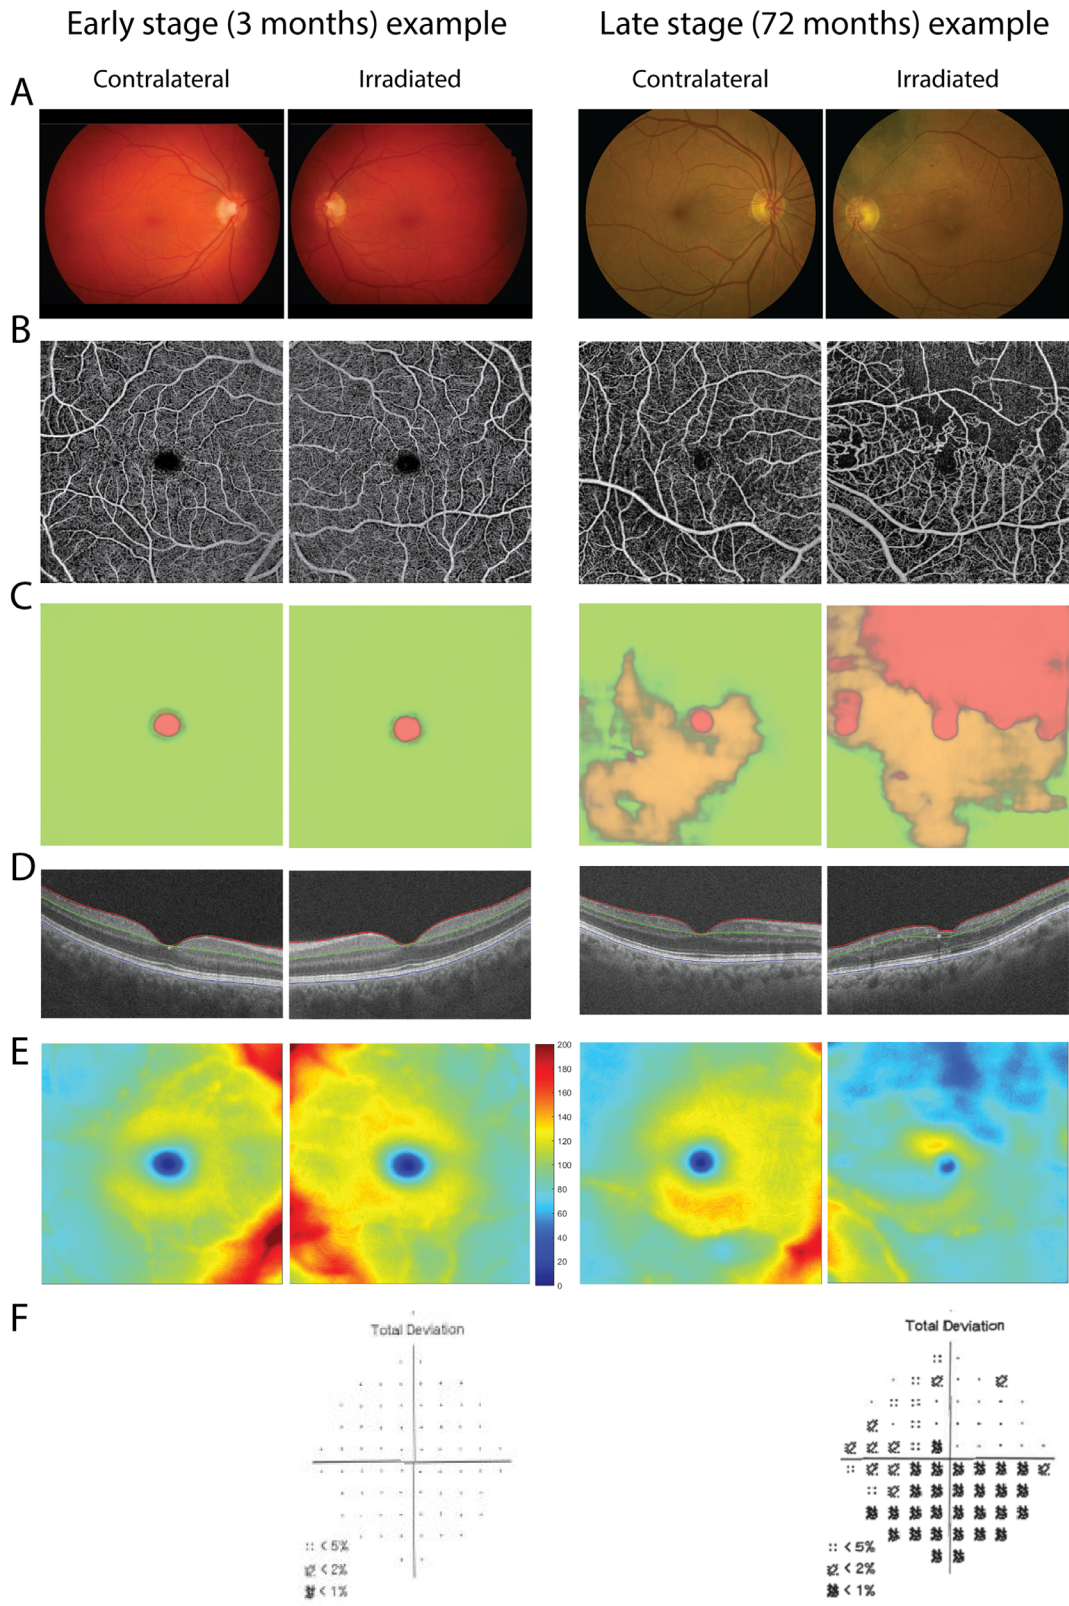 Early stage (3 months) example
Late stage (72 months) example
Contralateral
Irradiated
Contralateral
Irradiated
A
B
C
D
E
200
180
160
140
120
100
80
60
40
20
0
F
Total Deviation
< 5%
< 2%
< 1%
Total Deviation
< 5%
< 2%
< 1%